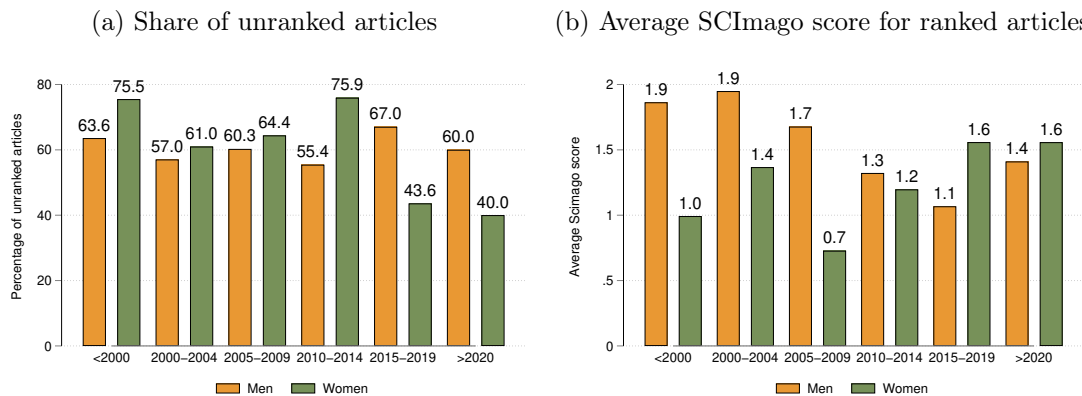 (a) Share of unranked articles
Percentage of unranked articles
80
60
40
20
0
63.6 75.5 57.0 61.0 60.3 64.4 55.4 75.9 67.0 43.6 60.0 40.0
<2000 2000–2004 2005–2009 2010–2014 2015–2019 >2020
Men Women
(b) Average SCImago score for ranked articles
Average Scimago score
2
1.5
1
.5
0
1.9 1.0 1.9 1.4 1.7 0.7 1.3 1.2 1.1 1.6 1.4 1.6
<2000 2000–2004 2005–2009 2010–2014 2015–2019 >2020
Men Women